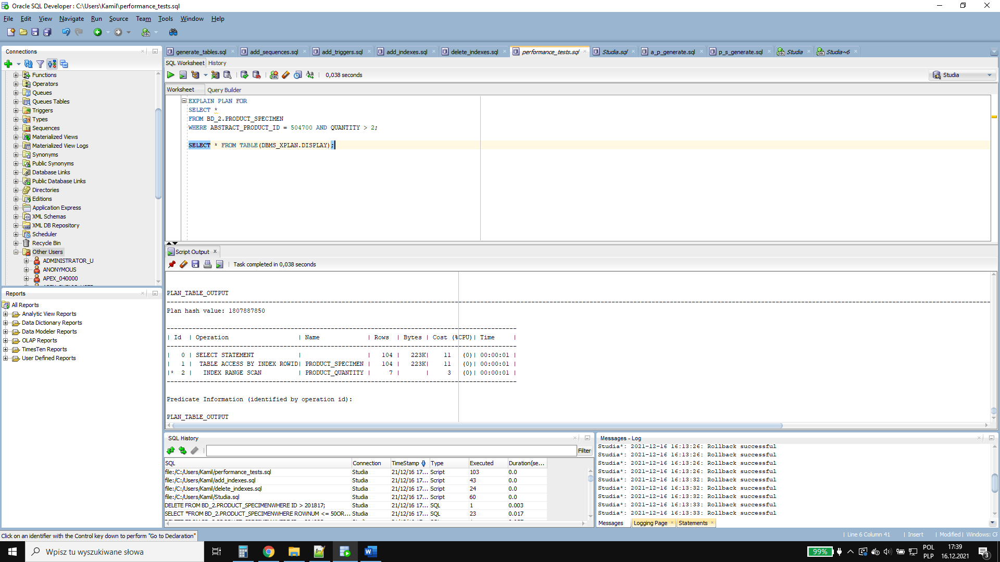 Oracle SQL Developer : C:\Users\Kamil\performance_tests.sql
File Edit View Navigate Run Source Team Tools Window Help
Connections
Functions
Operators
Queues
Queues Tables
Triggers
Types
Sequences
Materialized Views
Materialized View Logs
Synonyms
Public Synonyms
Database Links
Public Database Links
Directories
Editions
Application Express
XML Schemas
XML DB Repository
Scheduler
Recycle Bin
Other Users
ADMINISTRATOR_U
ANONYMOUS
APEX_040000
Reports
All Reports
Analytic View Reports
Data Dictionary Reports
Data Modeler Reports
OLAP Reports
TimesTen Reports
User Defined Reports
generate_tables.sql add_sequences.sql add_triggers.sql add_indexes.sql delete_indexes.sql performance_tests.sql Studia.sql a_p_generate.sql p_s_generate.sql Studia Studia~6
SQL Worksheet History
0,038 seconds
Studia
Worksheet Query Builder
EXPLAIN PLAN FOR
SELECT *
FROM BD_2.PRODUCT_SPECIMEN
WHERE ABSTRACT_PRODUCT_ID = 504700 AND QUANTITY > 2;
SELECT * FROM TABLE(DBMS_XPLAN.DISPLAY);
Script Output x
Task completed in 0,038 seconds
PLAN_TABLE_OUTPUT
Plan hash value: 1807887850
| Id | Operation | Name | Rows | Bytes | Cost (%CPU)| Time |
| 0 | SELECT STATEMENT | | 104 | 223K| 11 (0)| 00:00:01 |
| 1 | TABLE ACCESS BY INDEX ROWID| PRODUCT_SPECIMEN | 104 | 223K| 11 (0)| 00:00:01 |
|* 2 | INDEX RANGE SCAN | PRODUCT_QUANTITY | 7 | | 3 (0)| 00:00:01 |
Predicate Information (identified by operation id):
PLAN_TABLE_OUTPUT
SQL History
Filter
SQL Connection TimeStamp Type Executed Duration(se...
file:/C:/Users/Kamil/performance_tests.sql Studia 21/12/16 17... Script 103 0.0
file:/C:/Users/Kamil/add_indexes.sql Studia 21/12/16 17... Script 43 0.0
file:/C:/Users/Kamil/delete_indexes.sql Studia 21/12/16 17... Script 24 0.0
file:/C:/Users/Kamil/Studia.sql Studia 21/12/16 17... Script 60 0.0
DELETE FROM BD_2.PRODUCT_SPECIMENWHERE ID > 201817; Studia 21/12/16 17... SQL 1 0.003
SELECT *FROM BD_2.PRODUCT_SPECIMENWHERE ROWNUM <= 50OR... Studia 21/12/16 17... SQL 23 0.017
Messages - Log
Studia*: 2021-12-16 16:13:26: Rollback successful
Studia*: 2021-12-16 16:13:26: Rollback successful
Studia*: 2021-12-16 16:13:26: Rollback successful
Studia*: 2021-12-16 16:13:26: Rollback successful
Studia*: 2021-12-16 16:13:32: Rollback successful
Studia*: 2021-12-16 16:13:32: Rollback successful
Studia*: 2021-12-16 16:13:32: Rollback successful
Studia*: 2021-12-16 16:13:33: Rollback successful
Studia*: 2021-12-16 16:13:33: Rollback successful
Messages Logging Page Statements
Click on an identifier with the Control key down to perform "Go to Declaration"
| Line 6 Column 41 | Insert | Modified | Windows: CF
Wpisz tu wyszukiwane słowa
99%
POL
PLP
17:39
16.12.2021
3